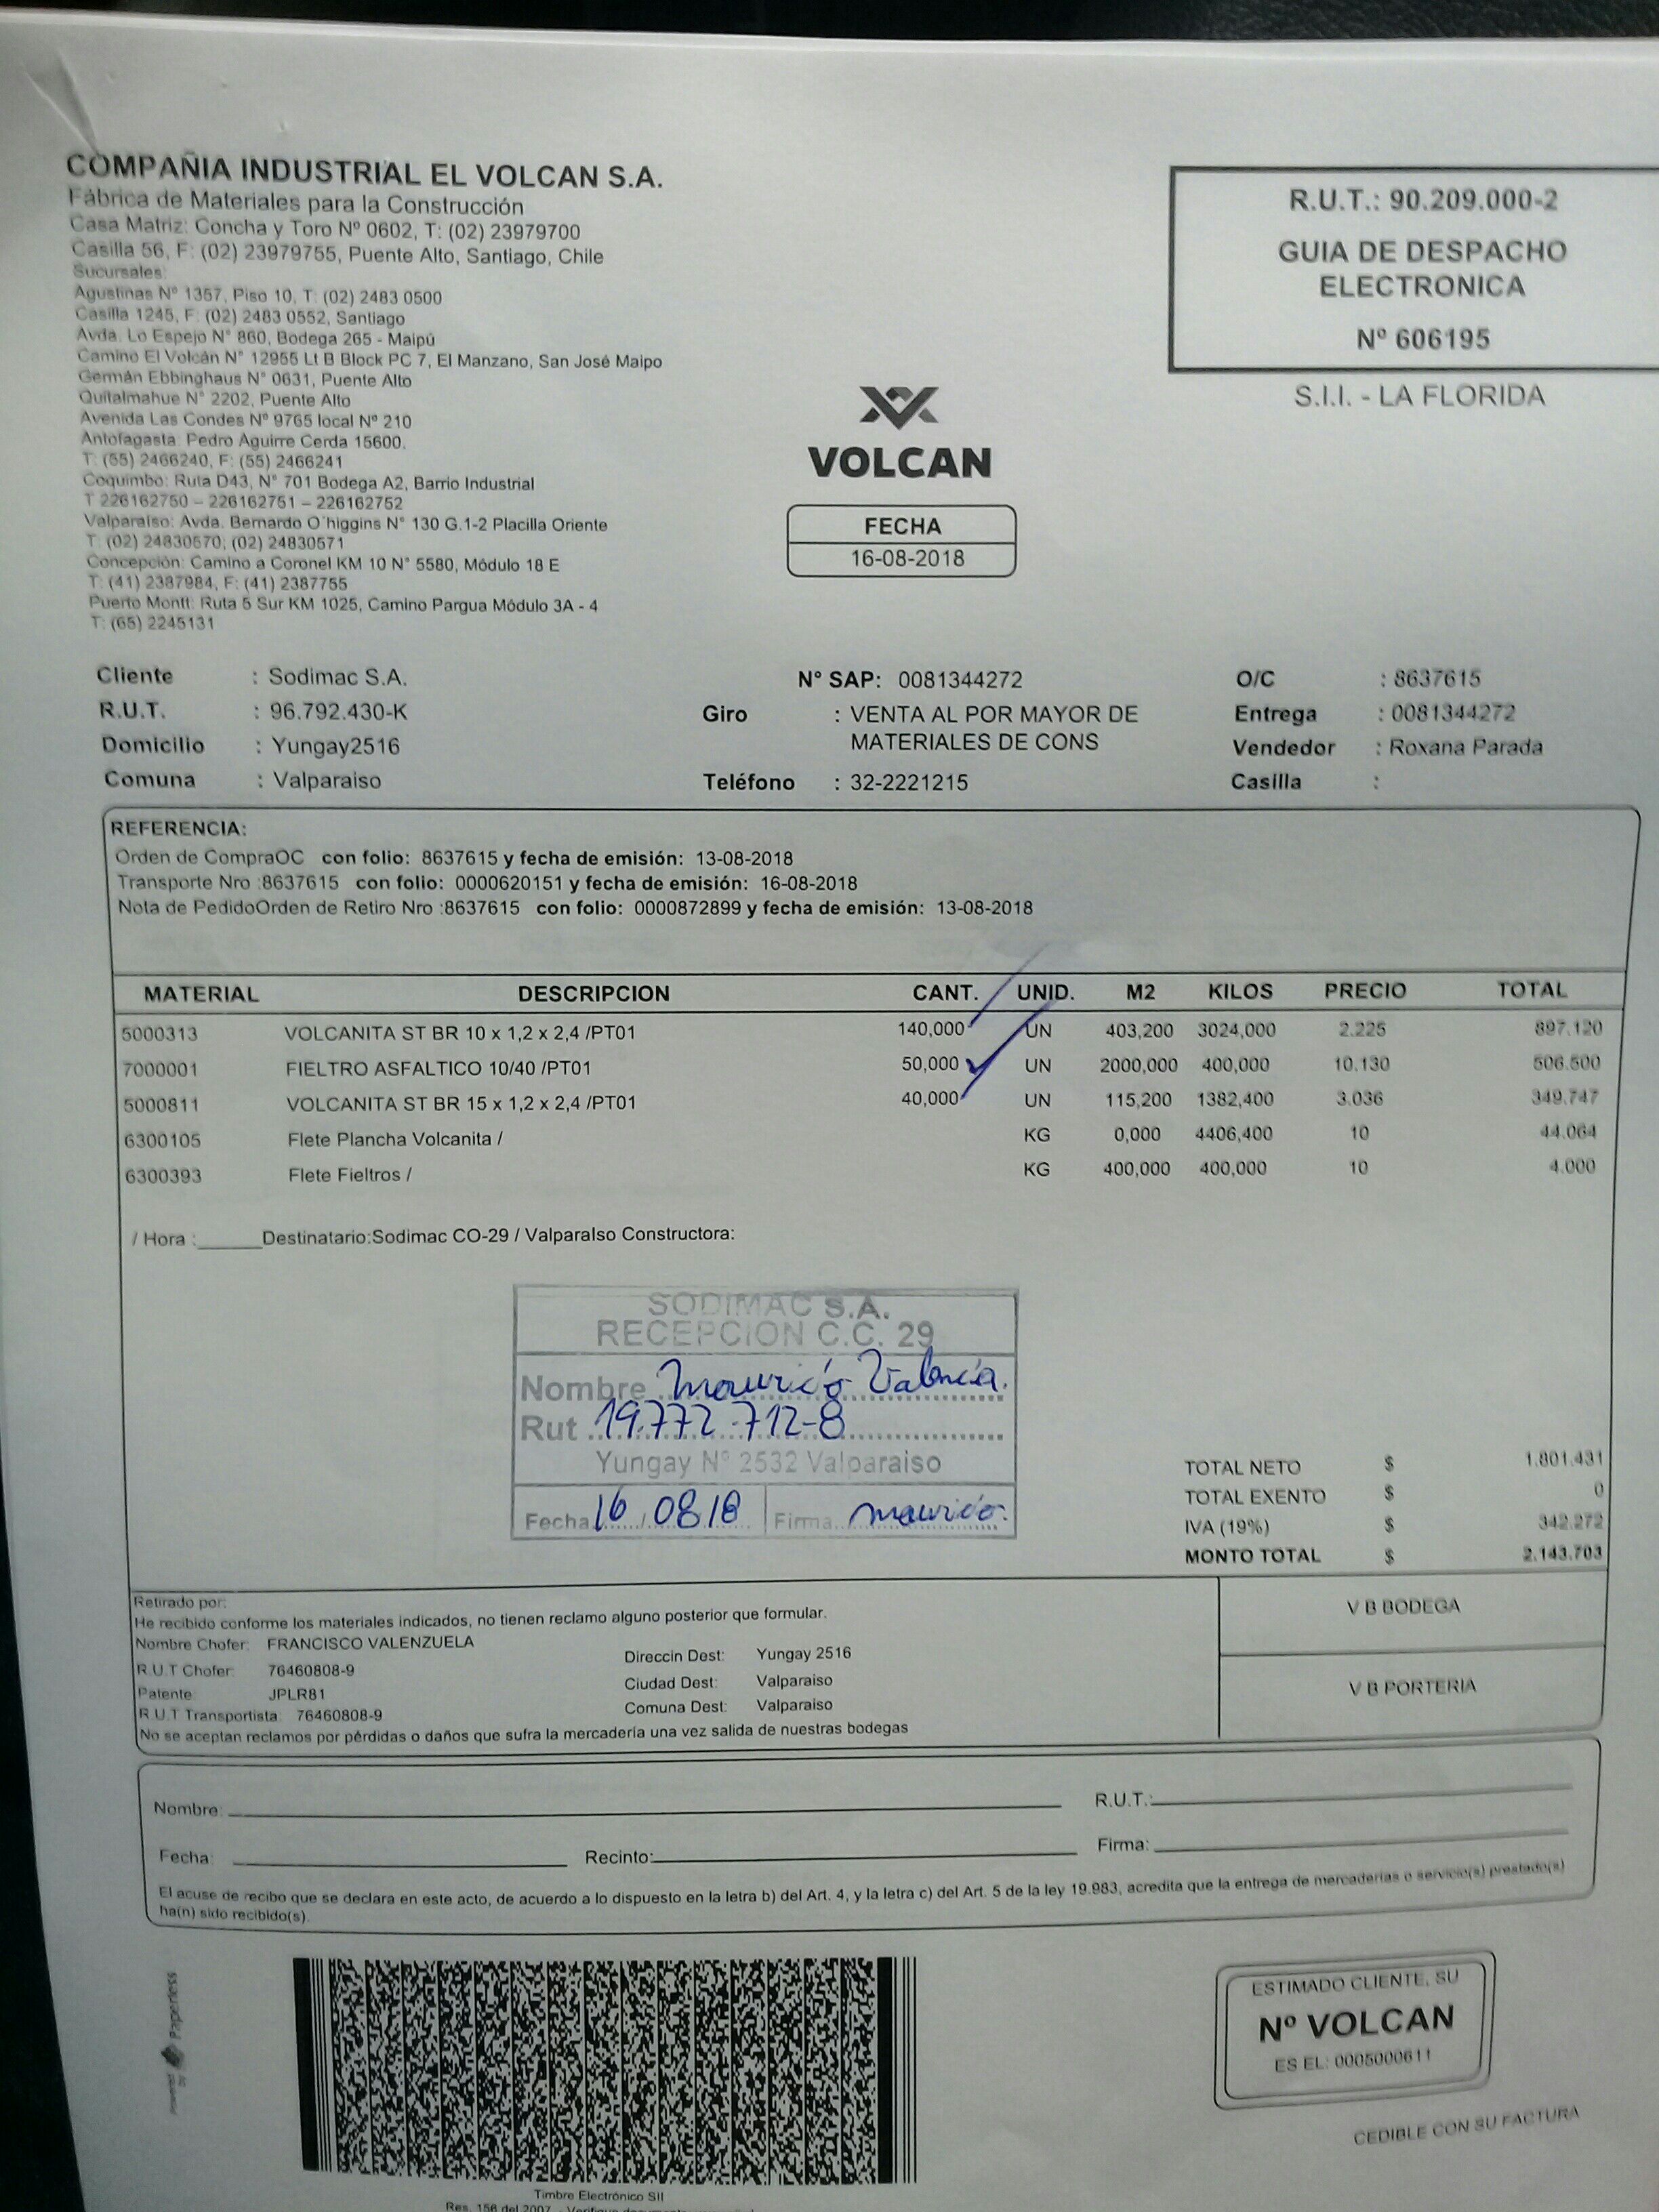 COMPAÑIA INDUSTRIAL EL VOLCAN S.A.
Fábrica de Materiales para la Construcción
Casa Matriz: Concha y Toro Nº 0602, T: (02) 23979700
Casilla 56, F: (02) 23979755, Puente Alto, Santiago, Chile
Sucursales:
Agustinas Nº 1357, Piso 10, T: (02) 2483 0500
Casilla 1245, F: (02) 2483 0552, Santiago
Avda. Lo Espejo N° 860, Bodega 265 - Maipú
Camino El Volcán N° 12955 Lt B Block PC 7, El Manzano, San José Maipo
Germán Ebbinghaus N° 0631, Puente Alto
Quitalmahue N° 2202, Puente Alto
Avenida Las Condes Nº 9765 local Nº 210
Antofagasta: Pedro Aguirre Cerda 15600.
T: (55) 2466240, F: (55) 2466241
Coquimbo: Ruta D43, N° 701 Bodega A2, Barrio Industrial
T 226162750 – 226162751 – 226162752
Valparaíso: Avda. Bernardo O´higgins N° 130 G.1-2 Placilla Oriente
T: (02) 24830570; (02) 24830571
Concepción: Camino a Coronel KM 10 N° 5580, Módulo 18 E
T: (41) 2387984, F: (41) 2387755
Puerto Montt: Ruta 5 Sur KM 1025, Camino Pargua Módulo 3A - 4
T: (65) 2245131
R.U.T.: 90.209.000-2
GUIA DE DESPACHO
ELECTRONICA
Nº 606195
S.I.I. - LA FLORIDA
VOLCAN
FECHA
16-08-2018
Cliente : Sodimac S.A. N° SAP: 0081344272 O/C : 8637615
R.U.T. : 96.792.430-K Giro : VENTA AL POR MAYOR DE Entrega : 0081344272
Domicilio : Yungay2516 MATERIALES DE CONS Vendedor : Roxana Parada
Comuna : Valparaiso Teléfono : 32-2221215 Casilla :
REFERENCIA:
Orden de CompraOC con folio: 8637615 y fecha de emisión: 13-08-2018
Transporte Nro :8637615 con folio: 0000620151 y fecha de emisión: 16-08-2018
Nota de PedidoOrden de Retiro Nro :8637615 con folio: 0000872899 y fecha de emisión: 13-08-2018
MATERIAL DESCRIPCION CANT. UNID. M2 KILOS PRECIO TOTAL
5000313 VOLCANITA ST BR 10 x 1,2 x 2,4 /PT01 140,000 UN 403,200 3024,000 2.225 897.120
7000001 FIELTRO ASFALTICO 10/40 /PT01 50,000 UN 2000,000 400,000 10.130 506.500
5000811 VOLCANITA ST BR 15 x 1,2 x 2,4 /PT01 40,000 UN 115,200 1382,400 3.036 349.747
6300105 Flete Plancha Volcanita / KG 0,000 4406,400 10 44.064
6300393 Flete Fieltros / KG 400,000 400,000 10 4.000
/ Hora :______Destinatario:Sodimac CO-29 / Valparaíso Constructora:
SODIMAC S.A.
RECEPCION C.C. 29
Nombre Mauricio Valencia.
Rut 19.772.712-8
Yungay Nº 2532 Valparaiso
Fecha 16/0818 Firma Mauricio.
TOTAL NETO $ 1.801.431
TOTAL EXENTO $ 0
IVA (19%) $ 342.272
MONTO TOTAL $ 2.143.703
Retirado por:
He recibido conforme los materiales indicados, no tienen reclamo alguno posterior que formular.
Nombre Chofer: FRANCISCO VALENZUELA Direccin Dest: Yungay 2516
R.U.T Chofer: 76460808-9 Ciudad Dest: Valparaiso
Patente: JPLR81 Comuna Dest: Valparaiso
R.U.T Transportista: 76460808-9
No se aceptan reclamos por pérdidas o daños que sufra la mercadería una vez salida de nuestras bodegas
V B BODEGA
V B PORTERIA
Nombre: R.U.T.:
Fecha: Recinto: Firma:
El acuse de recibo que se declara en este acto, de acuerdo a lo dispuesto en la letra b) del Art. 4, y la letra c) del Art. 5 de la ley 19.983, acredita que la entrega de mercaderías o servicio(s) prestado(s)
ha(n) sido recibido(s).
Powered by Paperless
ESTIMADO CLIENTE, SU
Nº VOLCAN
ES EL: 0005000611
CEDIBLE CON SU FACTURA
Timbre Electrónico SII
Res. 156 del 2007 - Verifique